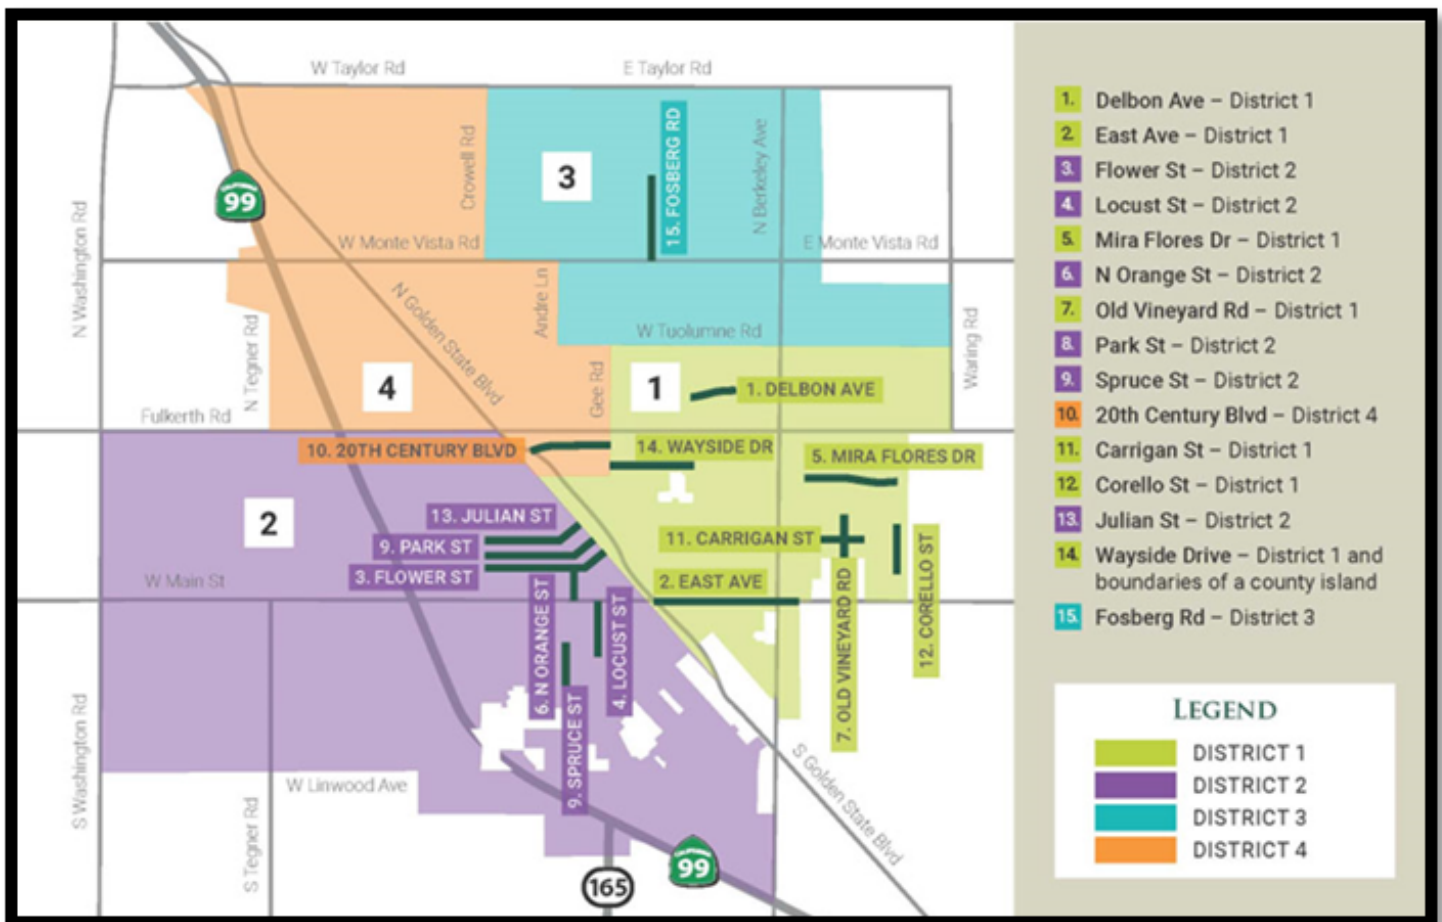 W Taylor Rd
E Taylor Rd
Crowell Rd
3
15. FOSBERG RD
N Berkeley Ave
CALIFORNIA
99
N Washington Rd
W Monte Vista Rd
E Monte Vista Rd
N Golden State Blvd
Andre Ln
W Tuolumne Rd
Waring Rd
N Tegner Rd
4
Gee Rd
1
1. DELBON AVE
Fulkerth Rd
10. 20TH CENTURY BLVD
14. WAYSIDE DR
5. MIRA FLORES DR
2
13. JULIAN ST
9. PARK ST
3. FLOWER ST
11. CARRIGAN ST
W Main St
2. EAST AVE
6. N ORANGE ST
4. LOCUST ST
7. OLD VINEYARD RD
12. CORELLO ST
9. SPRUCE ST
S Washington Rd
W Linwood Ave
S Tegner Rd
S Golden State Blvd
CALIFORNIA
99
165
1. Delbon Ave – District 1
2. East Ave – District 1
3. Flower St – District 2
4. Locust St – District 2
5. Mira Flores Dr – District 1
6. N Orange St – District 2
7. Old Vineyard Rd – District 1
8. Park St – District 2
9. Spruce St – District 2
10. 20th Century Blvd – District 4
11. Carrigan St – District 1
12. Corello St – District 1
13. Julian St – District 2
14. Wayside Drive – District 1 and
boundaries of a county island
15. Fosberg Rd – District 3
LEGEND
DISTRICT 1
DISTRICT 2
DISTRICT 3
DISTRICT 4